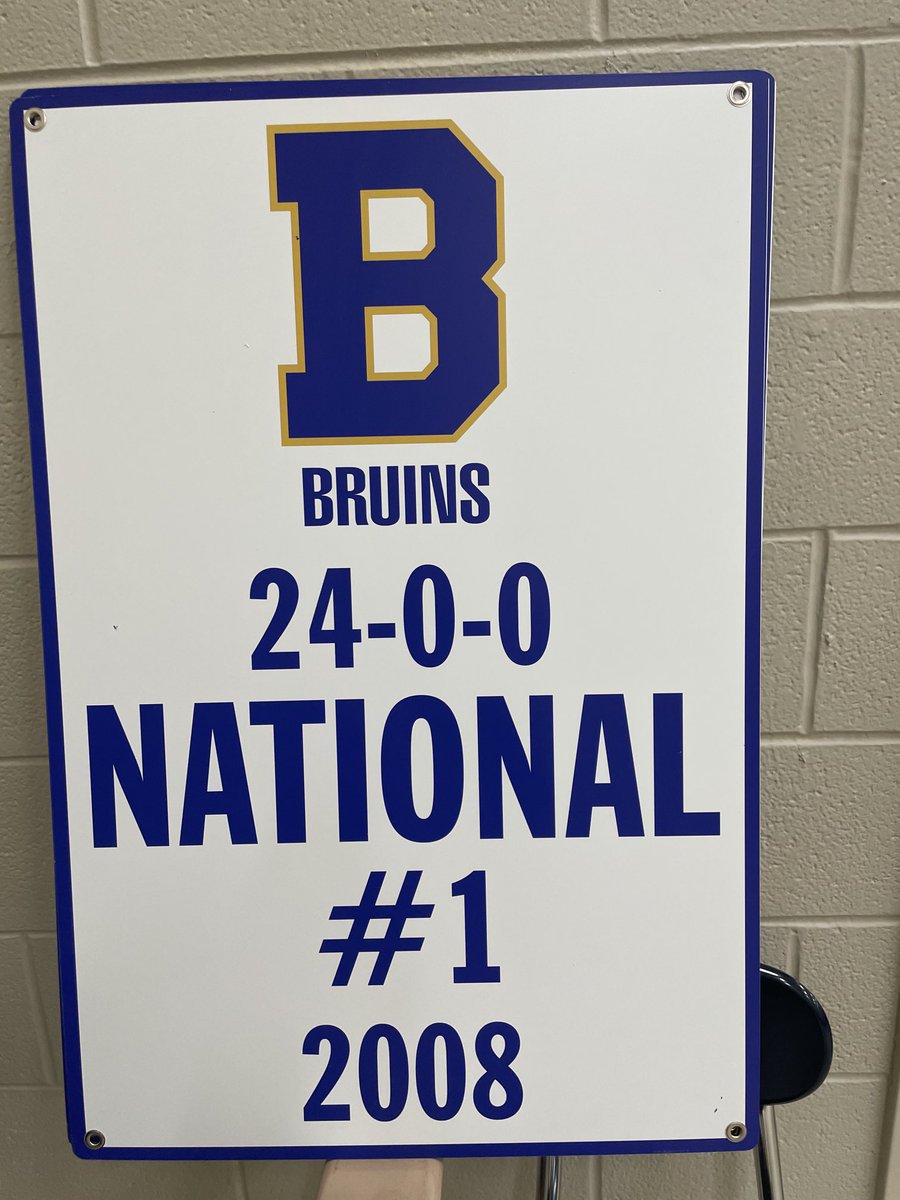 B
BRUINS
24-0-0
NATIONAL
#1
2008